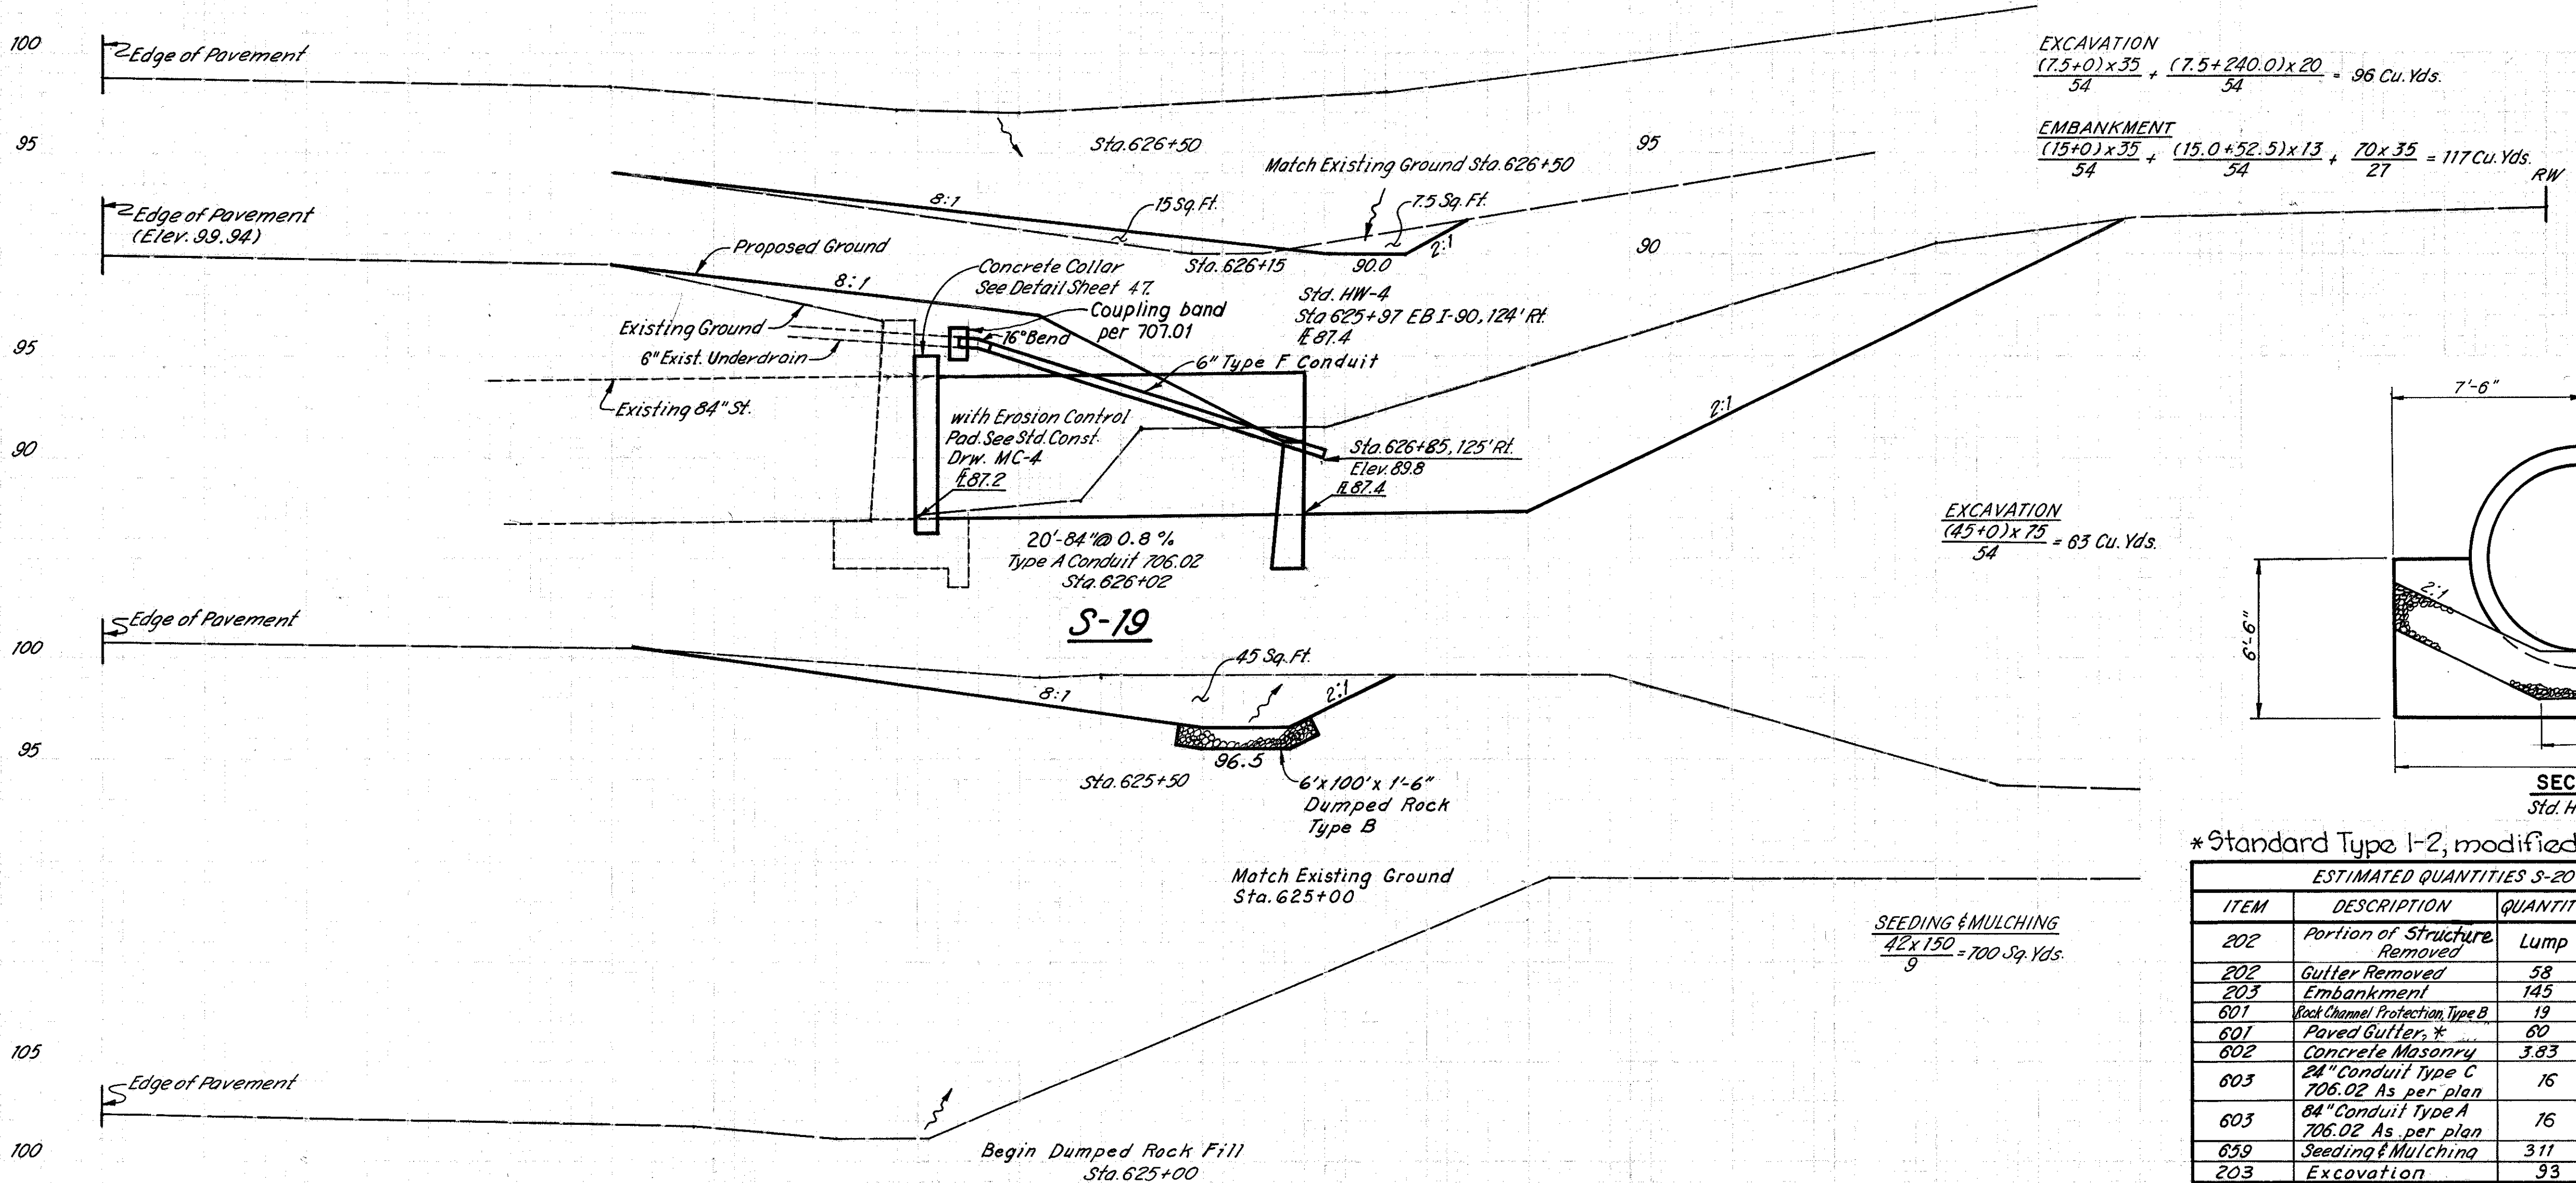 100
Edge of Pavement
EXCAVATION
(7.5+0)x35 / 54 + (7.5+240.0)x20 / 54 = 96 Cu.Yds.
95
Sta.626+50
95
EMBANKMENT
(15+0)x35 / 54 + (15.0+52.5)x13 / 54 + 70x35 / 27 = 117 Cu.Yds.
Match Existing Ground Sta.626+50
RW
Edge of Pavement
(Elev. 99.94)
8:1
15 Sq.Ft.
7.5 Sq.Ft.
2:1
Proposed Ground
Sta.626+15
90.0
90
8:1
Concrete Collar
See Detail Sheet 47.
Coupling band
per 707.01
Std. HW-4
Sta 625+97 EB I-90, 124' Rt.
FL 87.4
Existing Ground
16° Bend
95
6" Exist. Underdrain
6" Type F Conduit
Existing 84" St.
2:1
7'-6"
with Erosion Control
Pad. See Std. Const.
Drw. MC-4
FL 87.2
90
Sta.626+85, 125' Rt.
Elev. 89.8
FL 87.4
EXCAVATION
(45+0)x75 / 54 = 63 Cu.Yds.
20'-84"@ 0.8 %
Type A Conduit 706.02
Sta.626+02
2:1
6'-6"
S-19
Edge of Pavement
100
45 Sq.Ft.
8:1
2:1
95
96.5
Sta.625+50
6'x100'x1'-6"
Dumped Rock
Type B
SEC
Std. H
*Standard Type 1-2, modified
Match Existing Ground
Sta.625+00
SEEDING & MULCHING
42x150 / 9 = 700 Sq.Yds.
ESTIMATED QUANTITIES S-20
ITEM DESCRIPTION QUANTIT
202 Portion of Structure Removed Lump
202 Gutter Removed 58
203 Embankment 145
601 Rock Channel Protection, Type B 19
601 Paved Gutter, * 60
602 Concrete Masonry 3.83
603 24" Conduit Type C 706.02 As per plan 16
603 84" Conduit Type A 706.02 As per plan 16
659 Seeding & Mulching 311
203 Excavation 93
105
Edge of Pavement
100
Begin Dumped Rock Fill
Sta.625+00